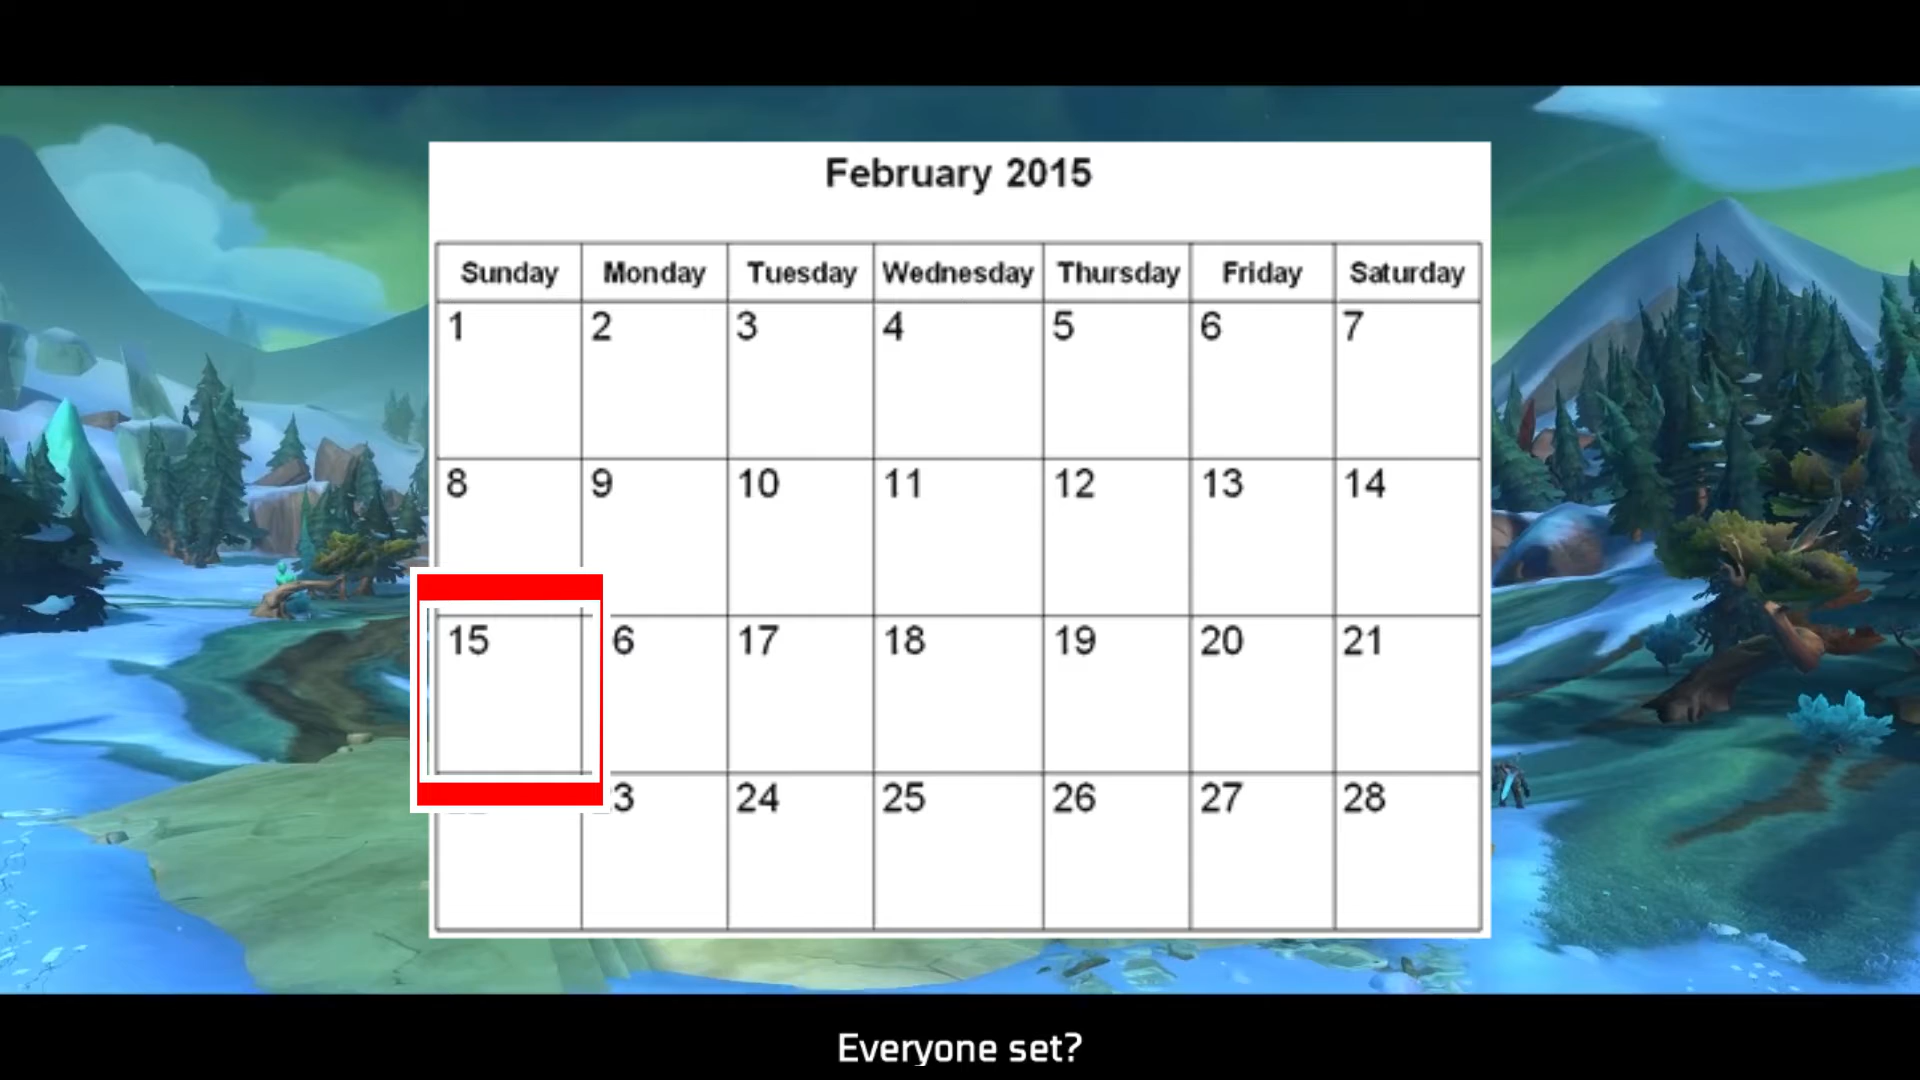 February 2015
Sunday Monday Tuesday Wednesday Thursday Friday Saturday
1 2 3 4 5 6 7
8 9 10 11 12 13 14
15 6 17 18 19 20 21
3 24 25 26 27 28
Everyone set?